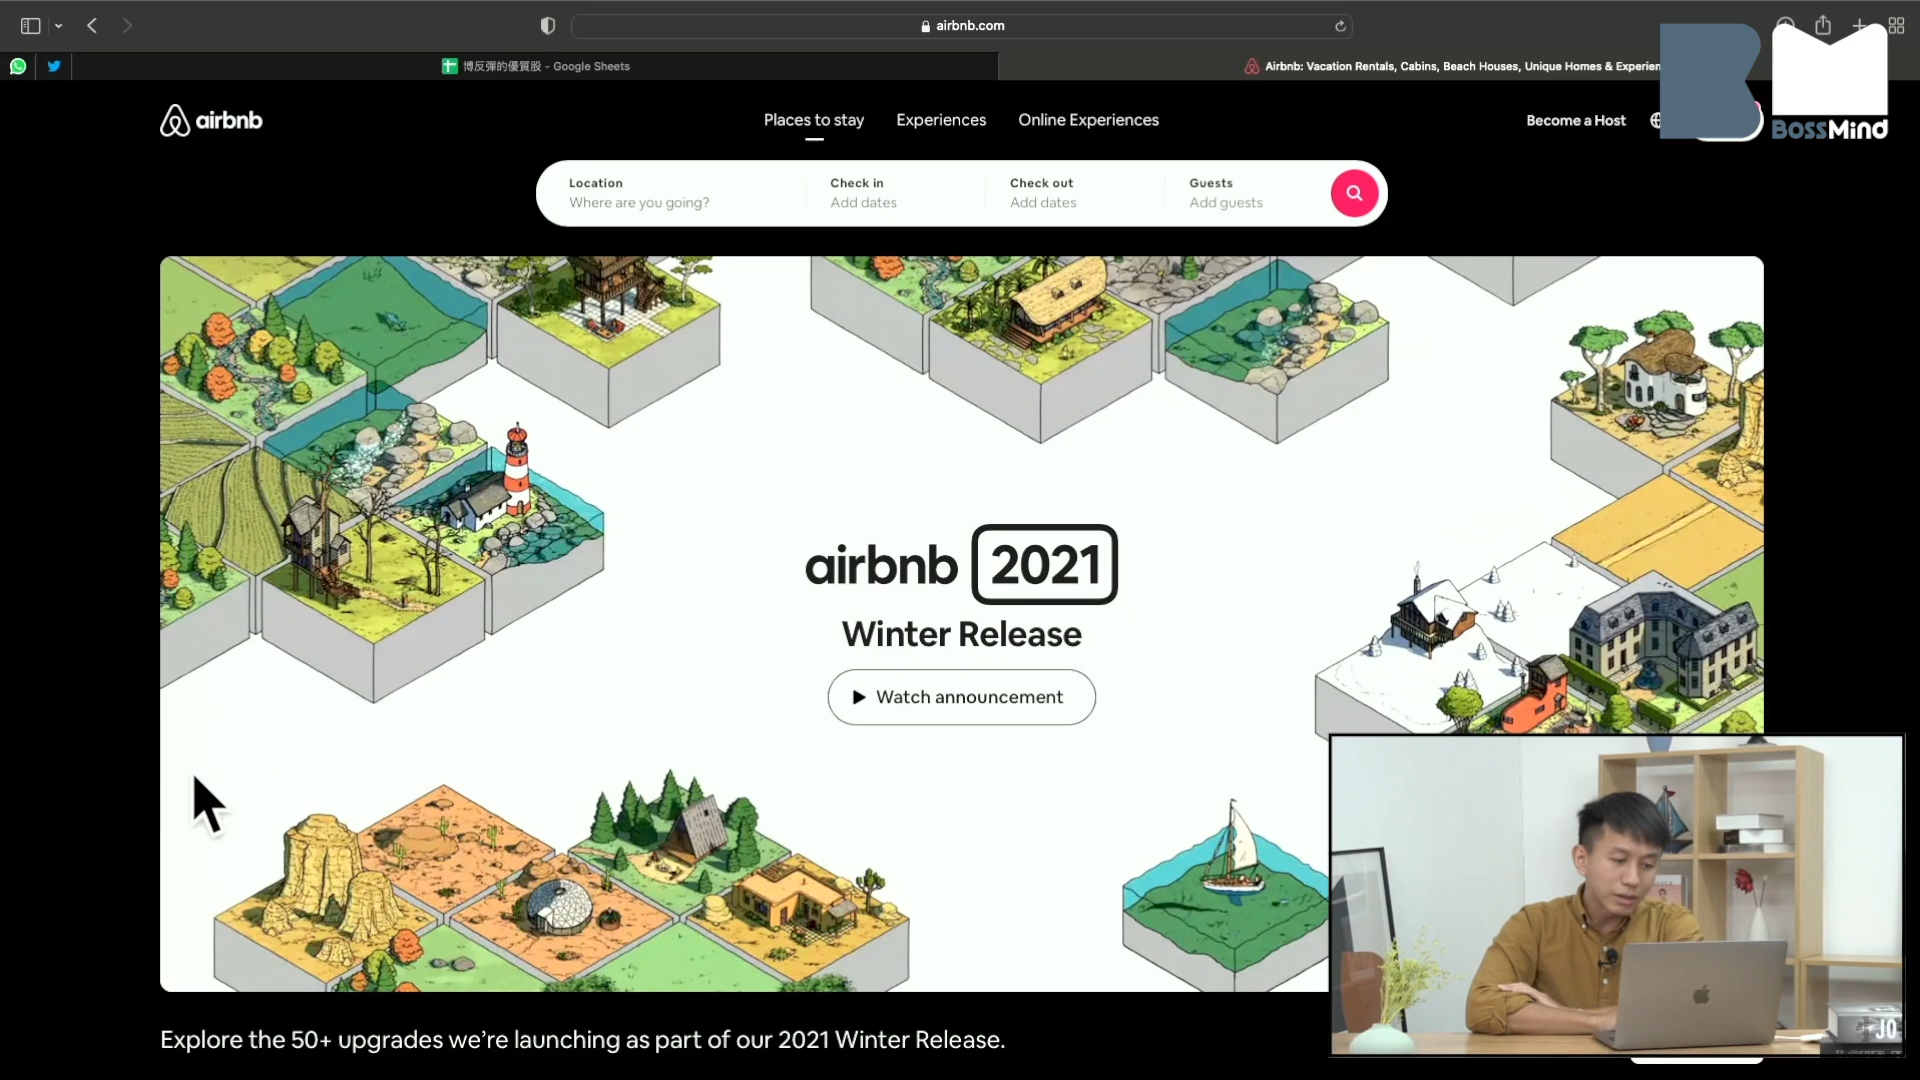 airbnb.com
博反彈的優質股 - Google Sheets
Airbnb: Vacation Rentals, Cabins, Beach Houses, Unique Homes & Experien
airbnb
Places to stay
Experiences
Online Experiences
Become a Host
BossMind
Location
Where are you going?
Check in
Add dates
Check out
Add dates
Guests
Add guests
airbnb 2021
Winter Release
Watch announcement
Explore the 50+ upgrades we’re launching as part of our 2021 Winter Release.